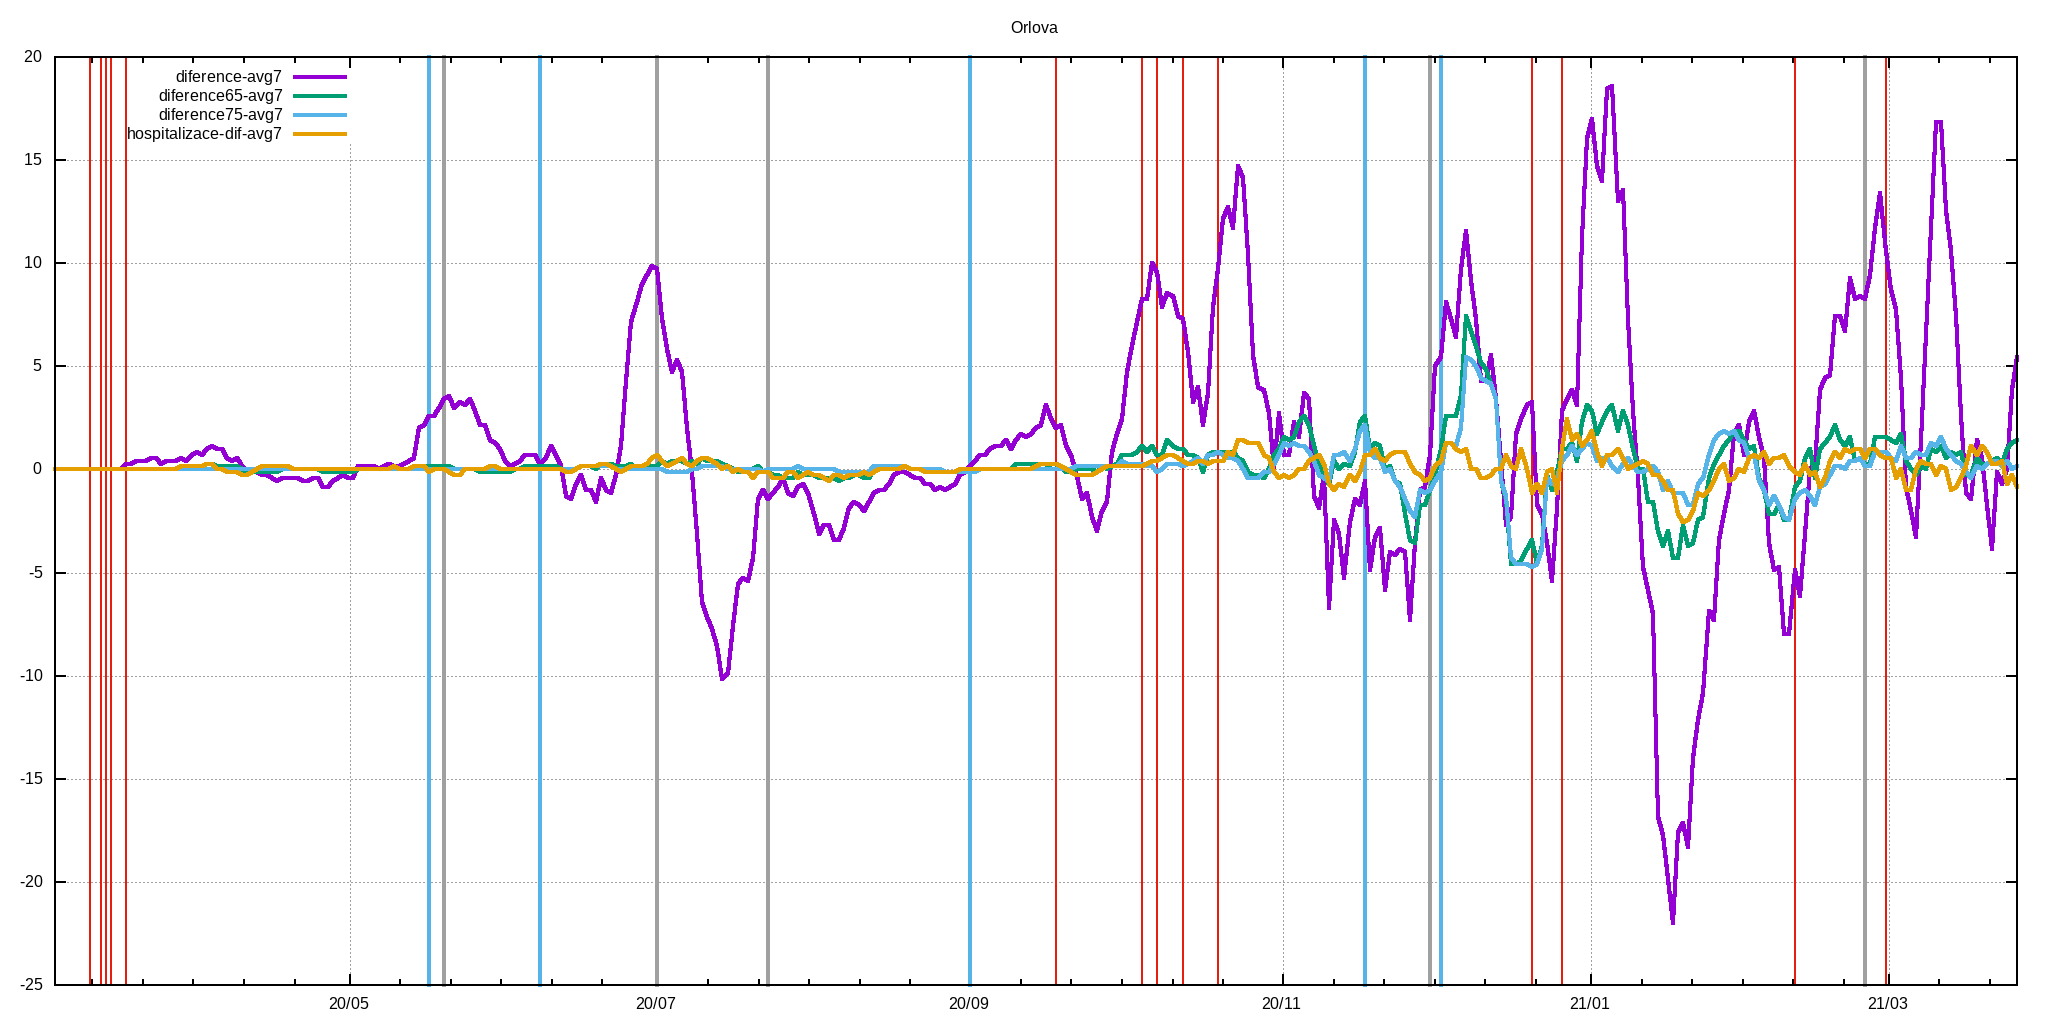 Orlova
20
diference-avg7
diference65-avg7
diference75-avg7
hospitalizace-dif-avg7
15
10
5
0
-5
-10
-15
-20
-25
20/05 20/07 20/09 20/11 21/01 21/03